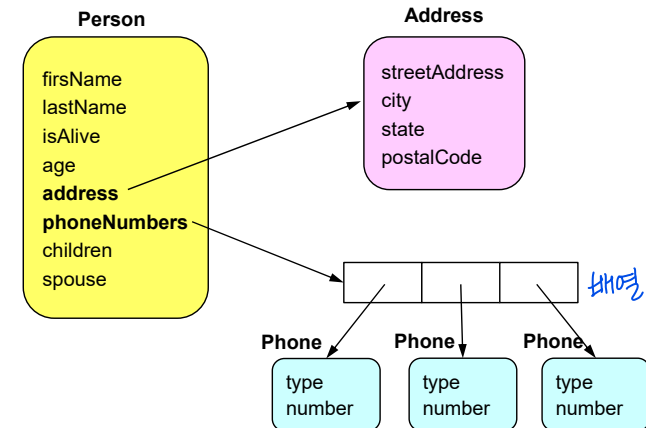 Person
firsName
lastName
isAlive
age
address
phoneNumbers
children
spouse
Address
streetAddress
city
state
postalCode
배열
Phone
type
number
Phone
type
number
Phone
type
number